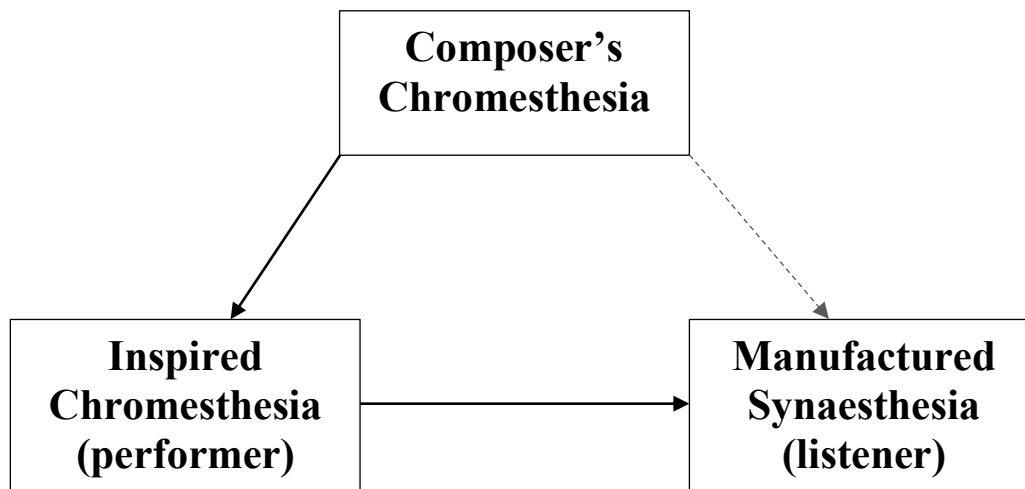 Composer’s
Chromesthesia
Inspired
Chromesthesia
(performer)
Manufactured
Synaesthesia
(listener)